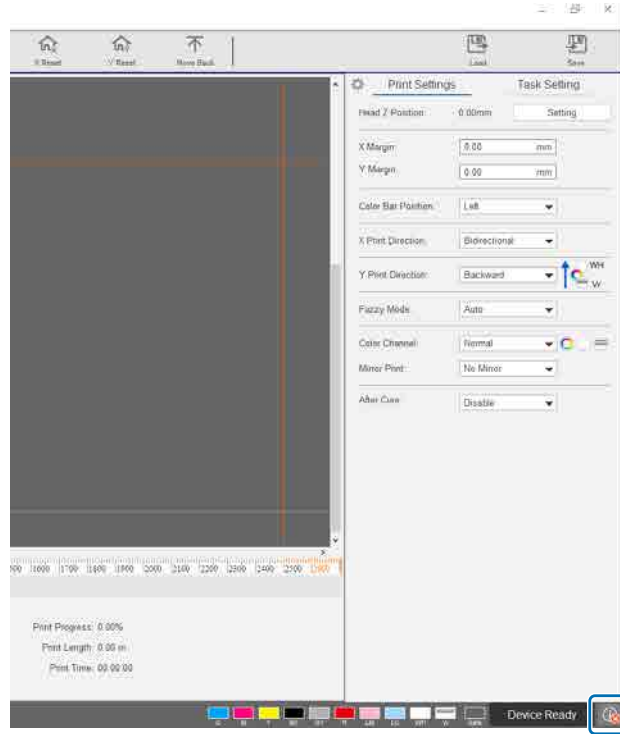 X Reset
Y Reset
Move Back
Load
Save
Print Settings
Task Setting
Head Z Position: 0.00mm Setting
X Margin: 0.00 mm
Y Margin: 0.00 mm
Color Bar Position: Left
X Print Direction: Bidirectional
Y Print Direction: Backward
WH
W
Fuzzy Mode: Auto
Color Channel: Normal
Mirror Print: No Mirror
After Cure: Disable
1600 1700 1800 1900 2000 2100 2200 2300 2400 2500
Print Progress: 0.00%
Print Length: 0.00 m
Print Time: 00:00:00
Device Ready